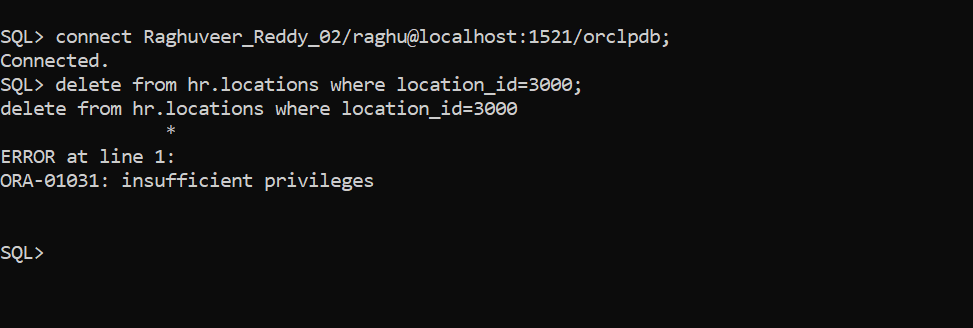 SQL> connect Raghuveer_Reddy_02/raghu@localhost:1521/orclpdb;
Connected.
SQL> delete from hr.locations where location_id=3000;
delete from hr.locations where location_id=3000
*
ERROR at line 1:
ORA-01031: insufficient privileges
SQL>